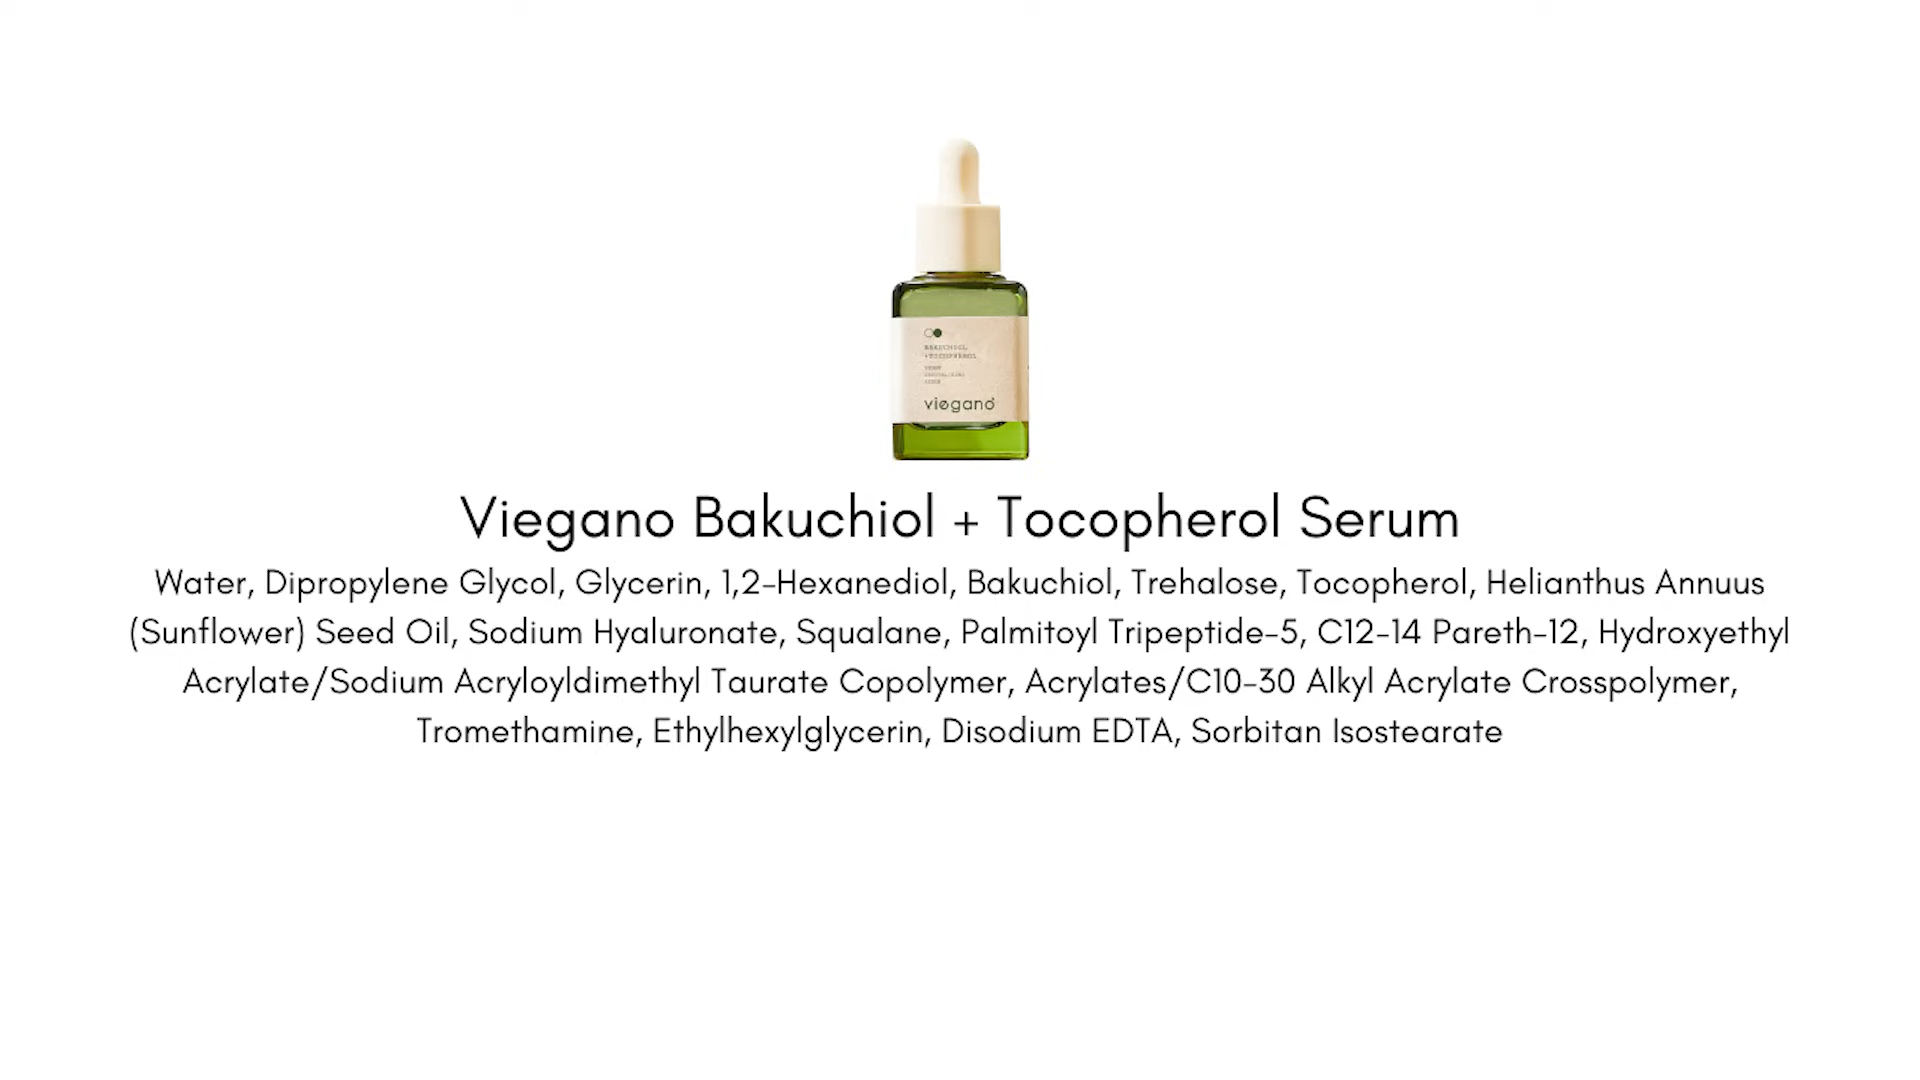 BAKUCHIOL
+TOCOPHEROL
viegano
Viegano Bakuchiol + Tocopherol Serum
Water, Dipropylene Glycol, Glycerin, 1,2-Hexanediol, Bakuchiol, Trehalose, Tocopherol, Helianthus Annuus
(Sunflower) Seed Oil, Sodium Hyaluronate, Squalane, Palmitoyl Tripeptide-5, C12-14 Pareth-12, Hydroxyethyl
Acrylate/Sodium Acryloyldimethyl Taurate Copolymer, Acrylates/C10-30 Alkyl Acrylate Crosspolymer,
Tromethamine, Ethylhexylglycerin, Disodium EDTA, Sorbitan Isostearate